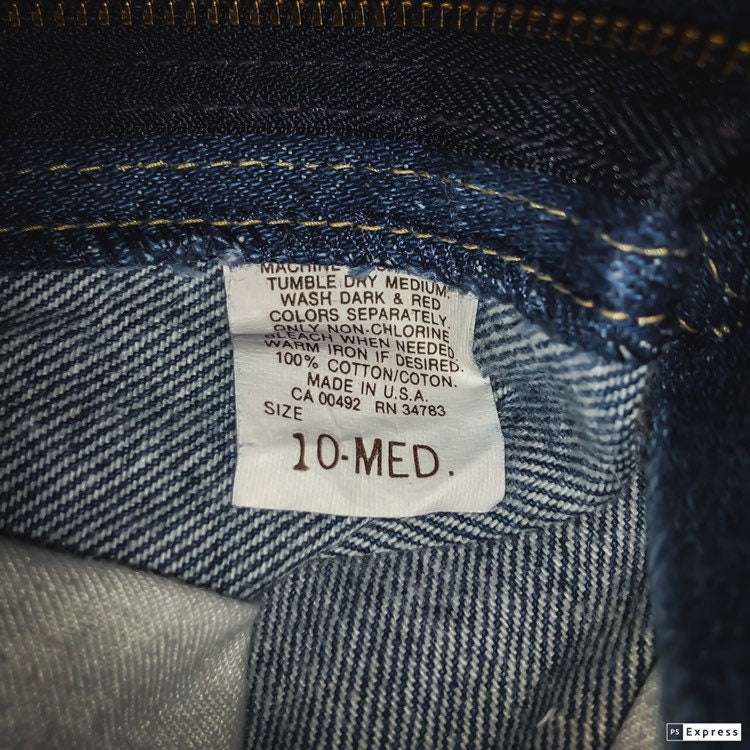 MACHINE
TUMBLE DRY MEDIUM.
WASH DARK & RED
COLORS SEPARATELY.
ONLY NON-CHLORINE
BLEACH WHEN NEEDED.
WARM IRON IF DESIRED.
100% COTTON/COTON.
MADE IN U.S.A.
CA 00492 RN 34783
SIZE
10-MED.
PS Express